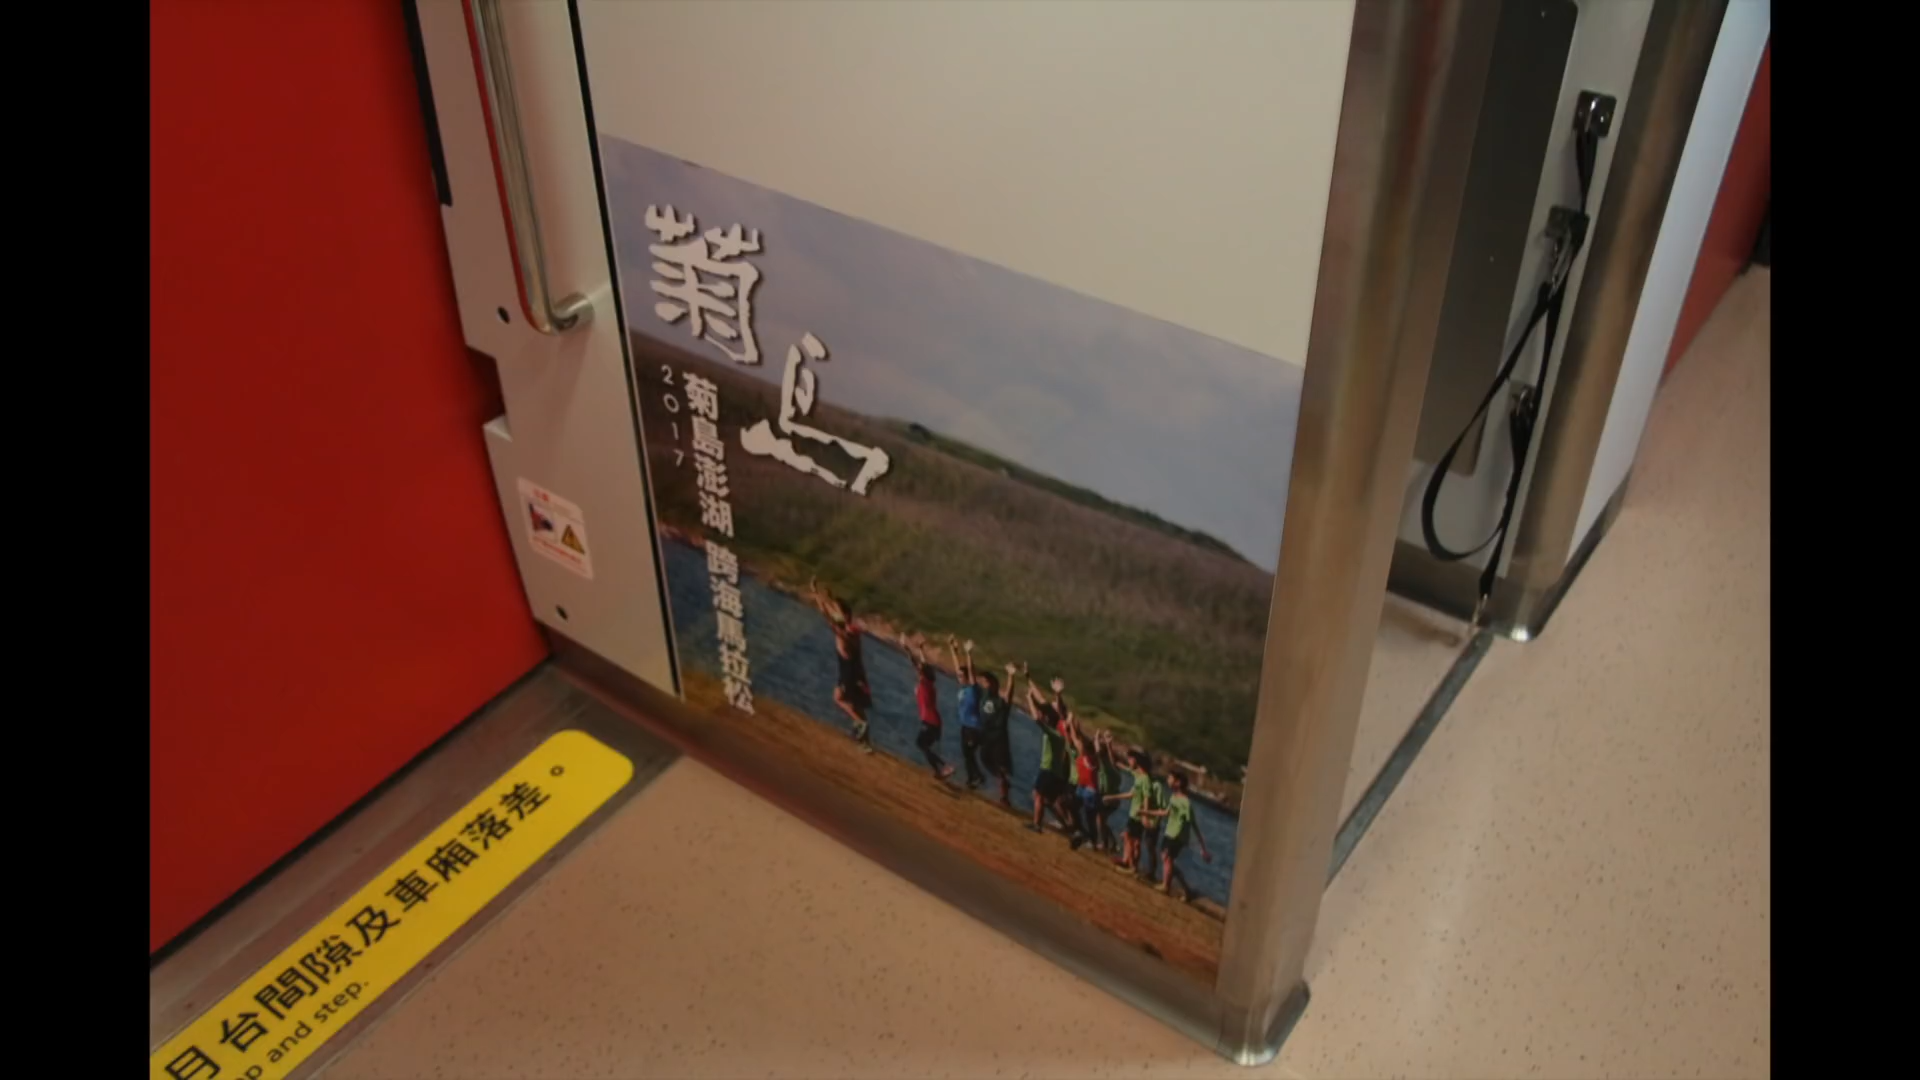 菊島
2017
菊島澎湖 跨海馬拉松
月台間隙及車廂落差。
and step.